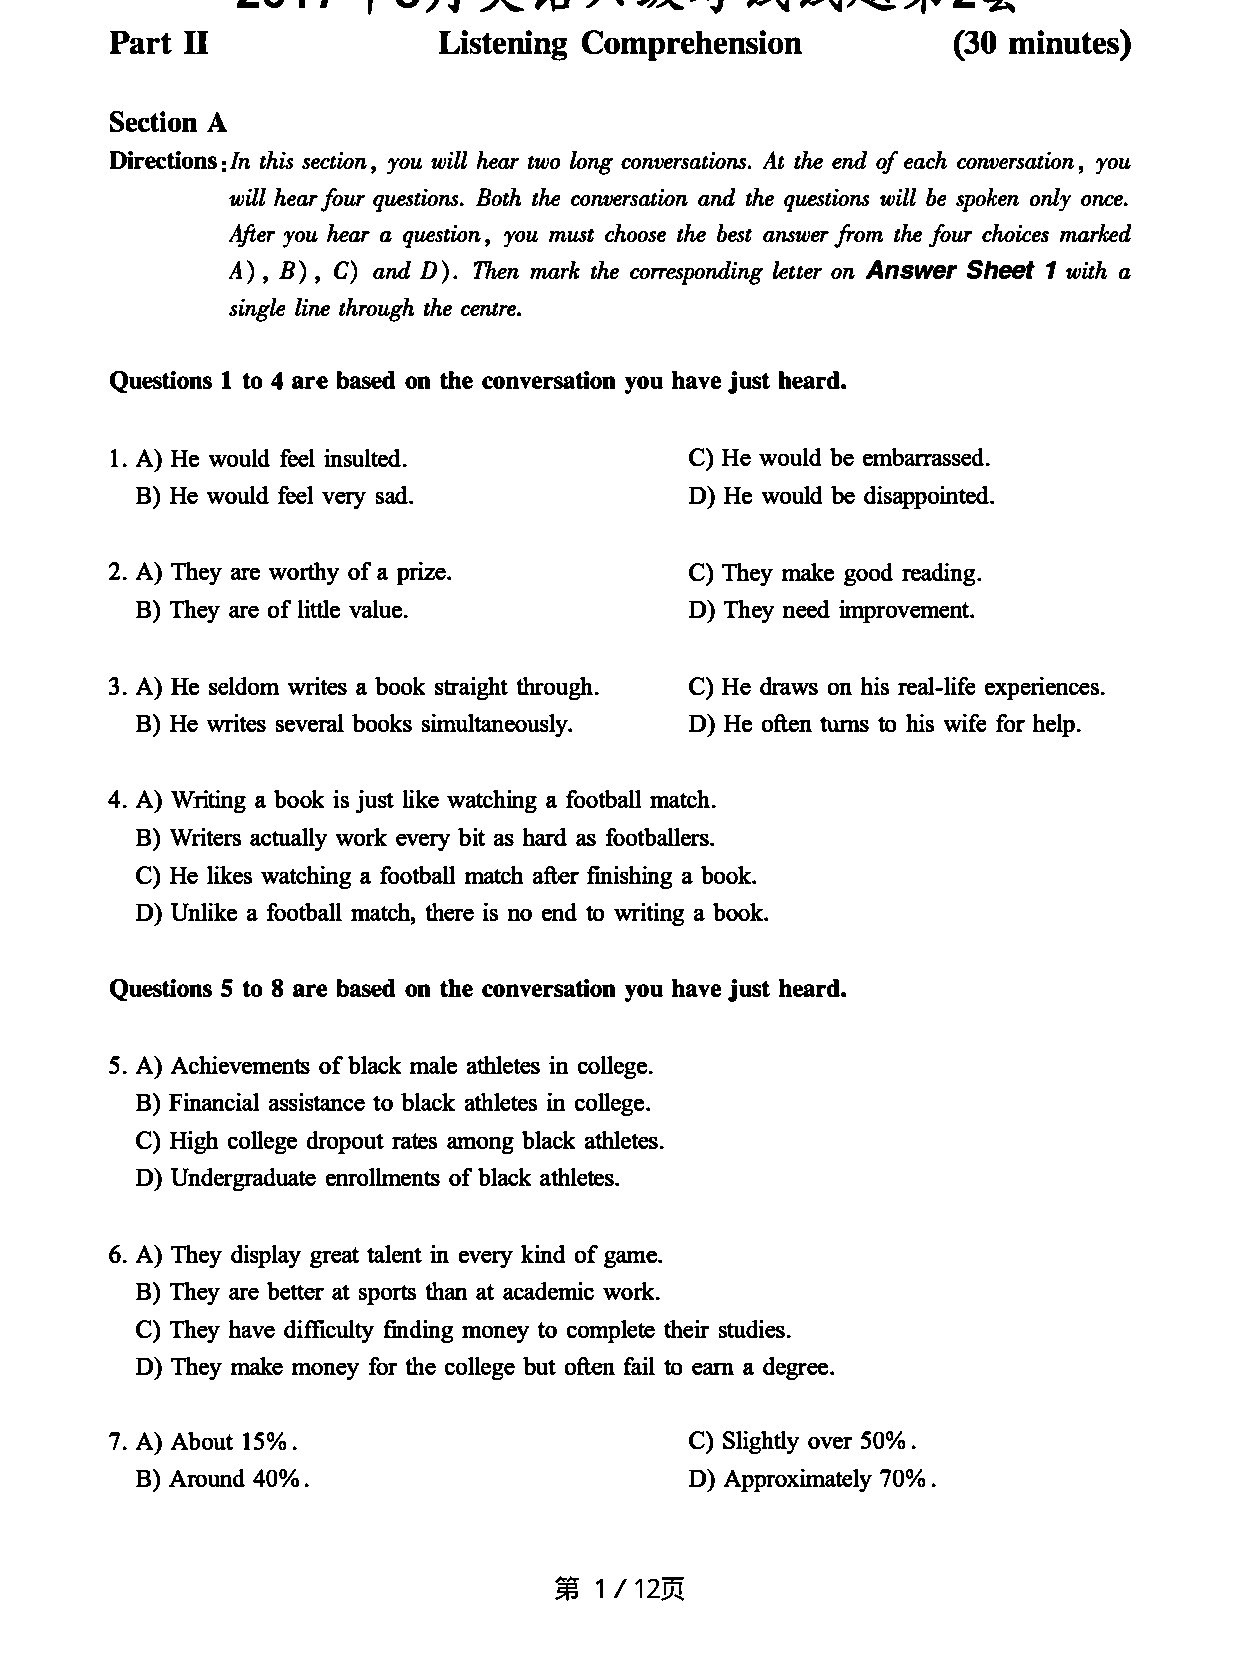 Part II Listening Comprehension (30 minutes)
Section A
Directions: In this section, you will hear two long conversations. At the end of each conversation, you
will hear four questions. Both the conversation and the questions will be spoken only once.
After you hear a question, you must choose the best answer from the four choices marked
A), B), C) and D). Then mark the corresponding letter on Answer Sheet 1 with a
single line through the centre.
Questions 1 to 4 are based on the conversation you have just heard.
1. A) He would feel insulted. C) He would be embarrassed.
B) He would feel very sad. D) He would be disappointed.
2. A) They are worthy of a prize. C) They make good reading.
B) They are of little value. D) They need improvement.
3. A) He seldom writes a book straight through. C) He draws on his real-life experiences.
B) He writes several books simultaneously. D) He often turns to his wife for help.
4. A) Writing a book is just like watching a football match.
B) Writers actually work every bit as hard as footballers.
C) He likes watching a football match after finishing a book.
D) Unlike a football match, there is no end to writing a book.
Questions 5 to 8 are based on the conversation you have just heard.
5. A) Achievements of black male athletes in college.
B) Financial assistance to black athletes in college.
C) High college dropout rates among black athletes.
D) Undergraduate enrollments of black athletes.
6. A) They display great talent in every kind of game.
B) They are better at sports than at academic work.
C) They have difficulty finding money to complete their studies.
D) They make money for the college but often fail to earn a degree.
7. A) About 15%. C) Slightly over 50%.
B) Around 40%. D) Approximately 70%.
第 1 / 12页